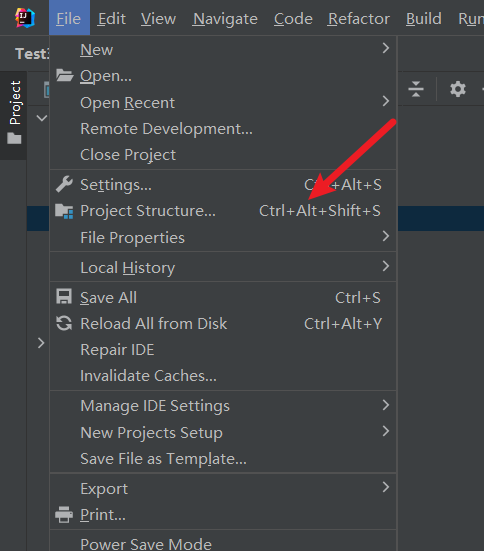 File Edit View Navigate Code Refactor Build Ru
Test3
Project
New
Open...
Open Recent
Remote Development...
Close Project
Settings... Ctrl+Alt+S
Project Structure... Ctrl+Alt+Shift+S
File Properties
Local History
Save All Ctrl+S
Reload All from Disk Ctrl+Alt+Y
Repair IDE
Invalidate Caches...
Manage IDE Settings
New Projects Setup
Save File as Template...
Export
Print...
Power Save Mode